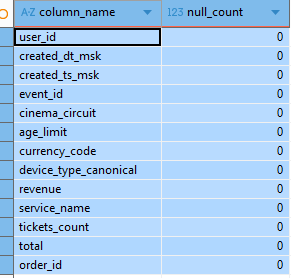 A-Z column_name 123 null_count
user_id 0
created_dt_msk 0
created_ts_msk 0
event_id 0
cinema_circuit 0
age_limit 0
currency_code 0
device_type_canonical 0
revenue 0
service_name 0
tickets_count 0
total 0
order_id 0